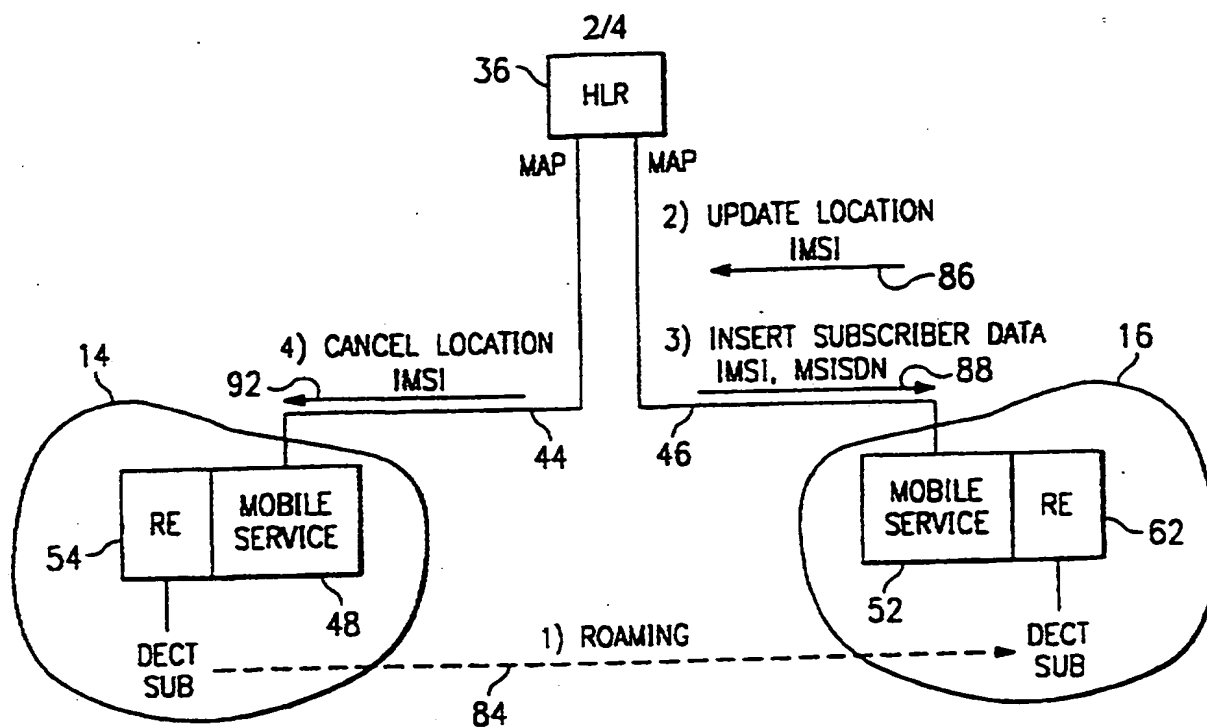 2/4
36
HLR
MAP
MAP
2) UPDATE LOCATION
IMSI
86
4) CANCEL LOCATION
IMSI
3) INSERT SUBSCRIBER DATA
IMSI, MSISDN
14
92
88
16
44
46
RE
MOBILE
SERVICE
MOBILE
SERVICE
RE
54
62
48
52
DECT
SUB
1) ROAMING
DECT
SUB
84